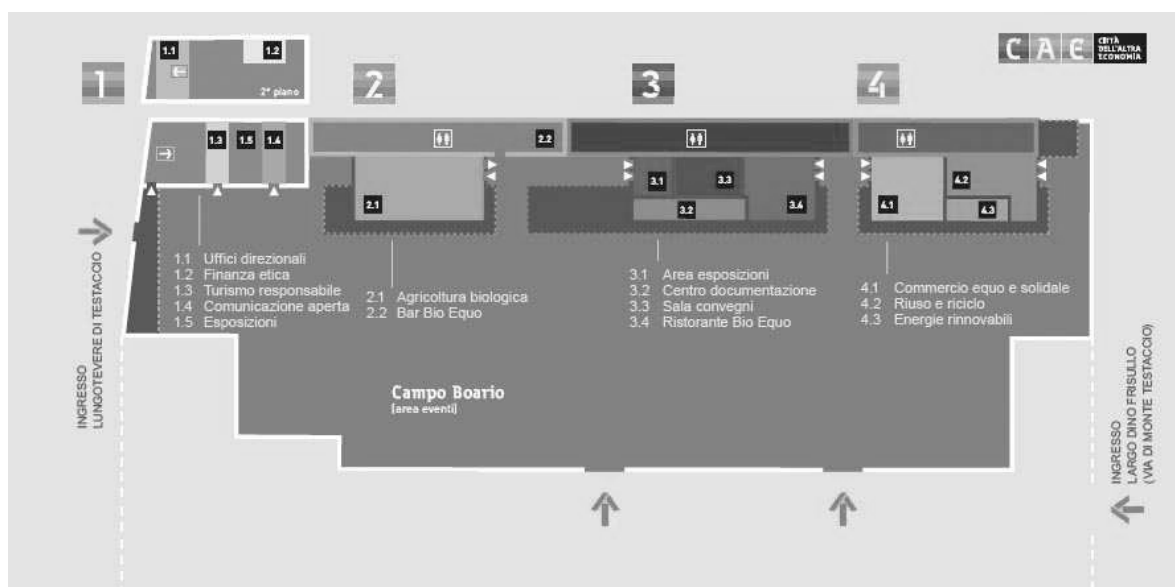 C A E
CITTÀ
DELL'ALTRA
ECONOMIA
1
1.1
1.2
2° piano
2
3
4
1.3
1.5
1.4
2.2
2.1
3.1
3.3
3.2
3.4
4.2
4.1
4.3
1.1 Uffici direzionali
1.2 Finanza etica
1.3 Turismo responsabile
1.4 Comunicazione aperta
1.5 Esposizioni
2.1 Agricoltura biologica
2.2 Bar Bio Equo
3.1 Area esposizioni
3.2 Centro documentazione
3.3 Sala convegni
3.4 Ristorante Bio Equo
4.1 Commercio equo e solidale
4.2 Riuso e riciclo
4.3 Energie rinnovabili
Campo Boario
[area eventi]
INGRESSO
LUNGOTEVERE DI TESTACCIO
INGRESSO
LARGO DINO FRISULLO
(VIA DI MONTE TESTACCIO)